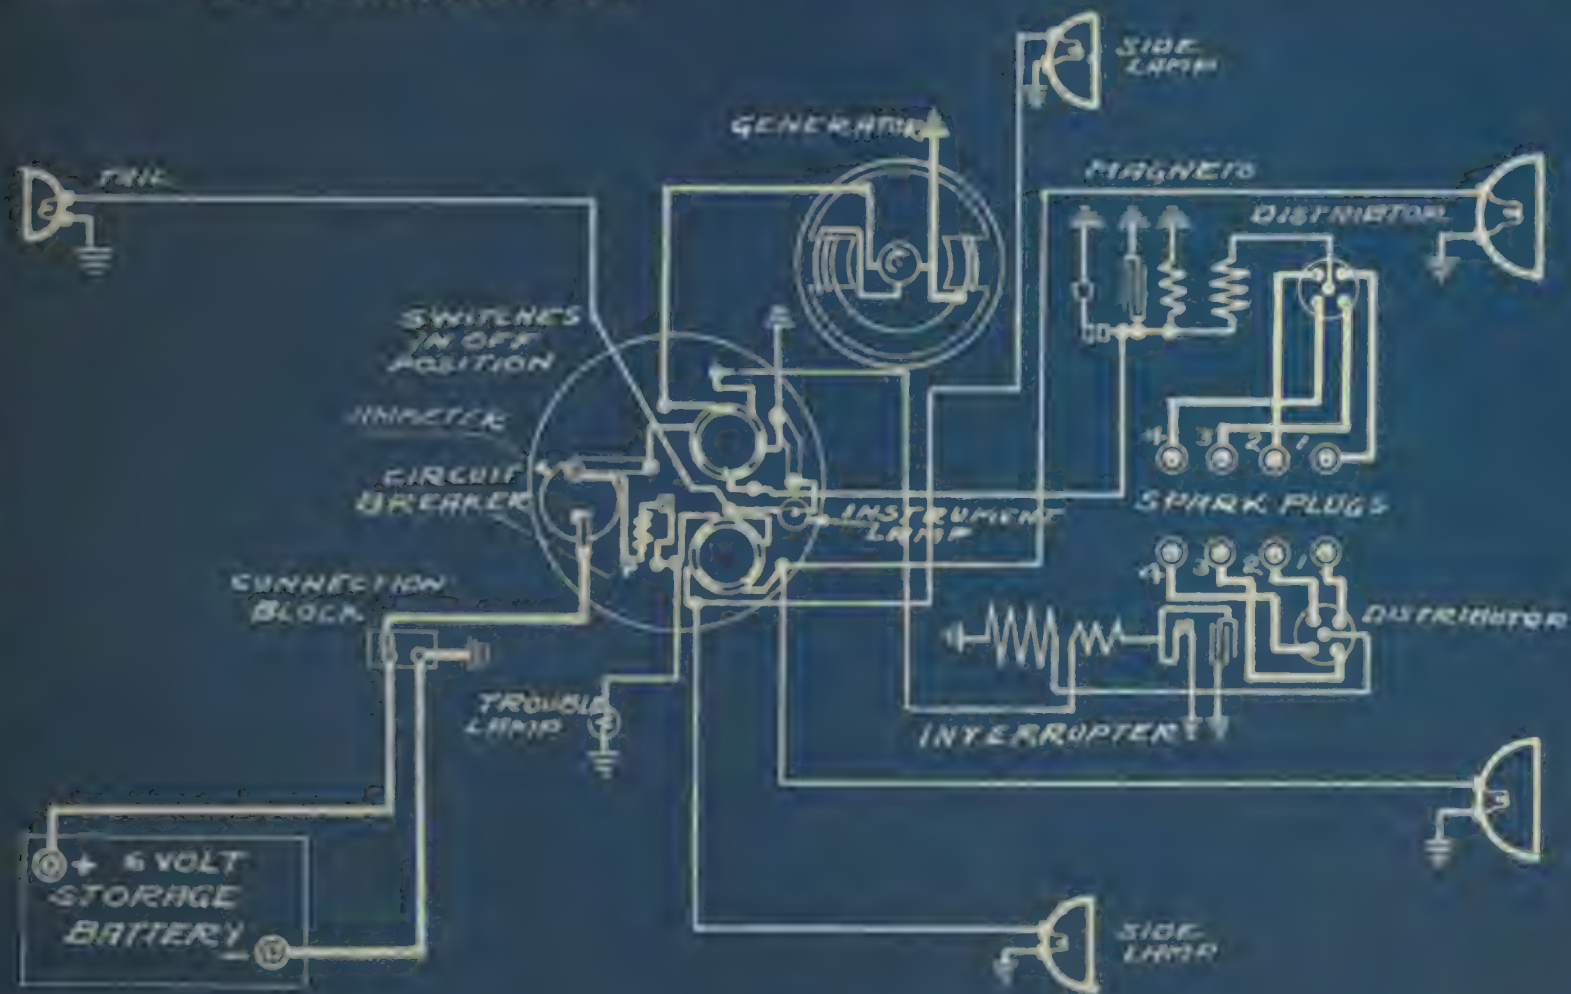 SIDE
LAMP
GENERATOR
TAIL
MAGNETO
DISTRIBTOR
SWITCHES
IN OFF
POSITION
AMMETER
CIRCUIT
BREAKER
4 3 2 1
SPARK PLUGS
INSTRUMENT
LAMP
4 3 2 1
CONNECTION
BLOCK
DISTRIBUTOR
TROUBLE
LAMP
INTERRUPTER
+ 6 VOLT
STORAGE
BATTERY
-
SIDE
LAMP